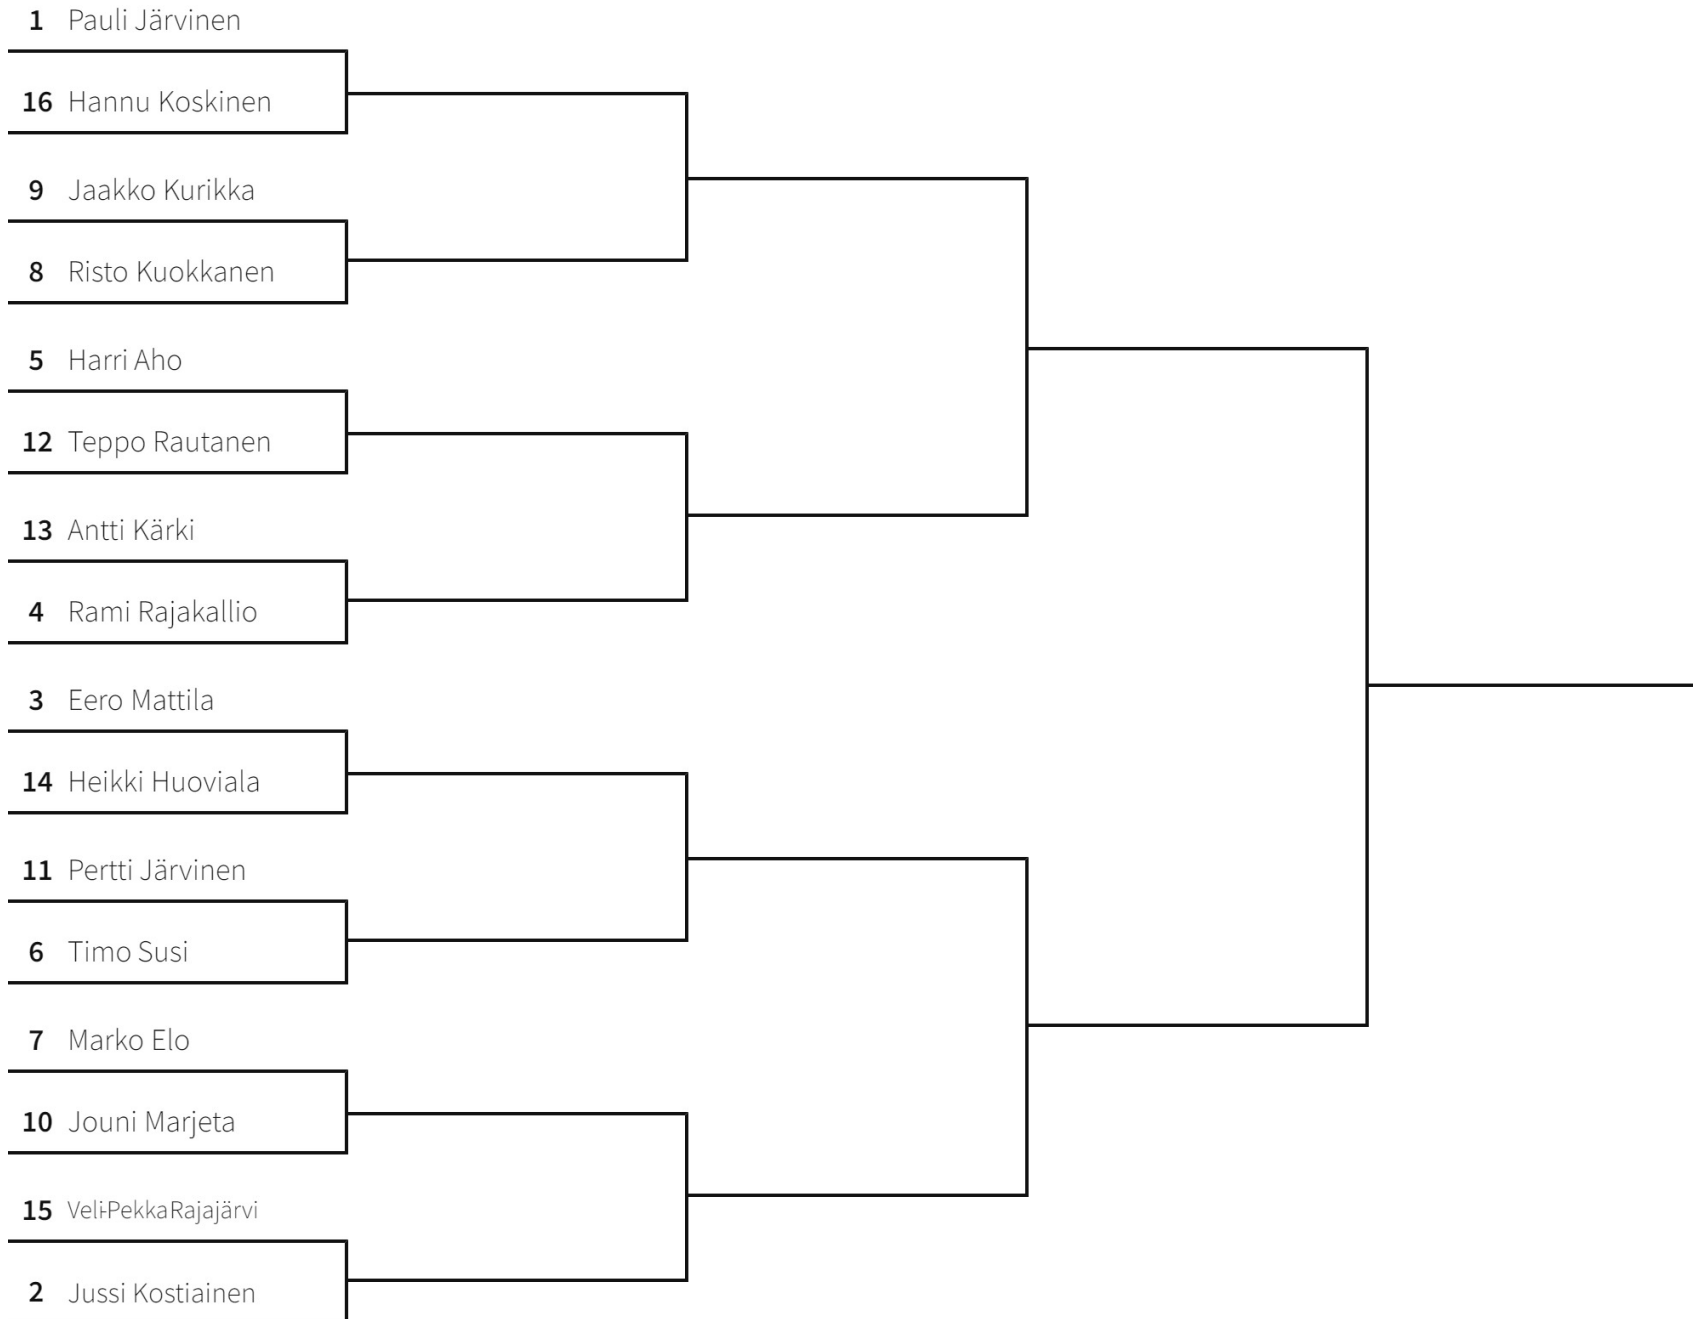 1 Pauli Järvinen
16 Hannu Koskinen
9 Jaakko Kurikka
8 Risto Kuokkanen
5 Harri Aho
12 Teppo Rautanen
13 Antti Kärki
4 Rami Rajakallio
3 Eero Mattila
14 Heikki Huoviala
11 Pertti Järvinen
6 Timo Susi
7 Marko Elo
10 Jouni Marjeta
15 Veli-Pekka Rajajärvi
2 Jussi Kostiainen